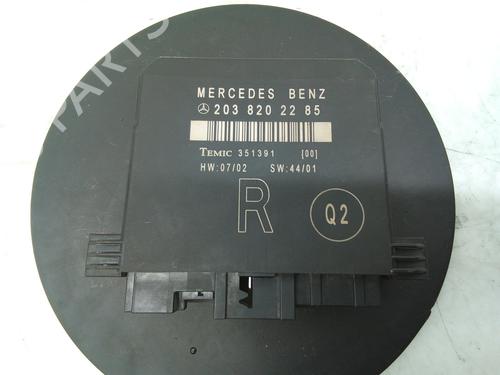 MERCEDES BENZ
203 820 22 85
TEMIC 351391 [00]
HW:07/02 SW:44/01
R
Q2
PARTS